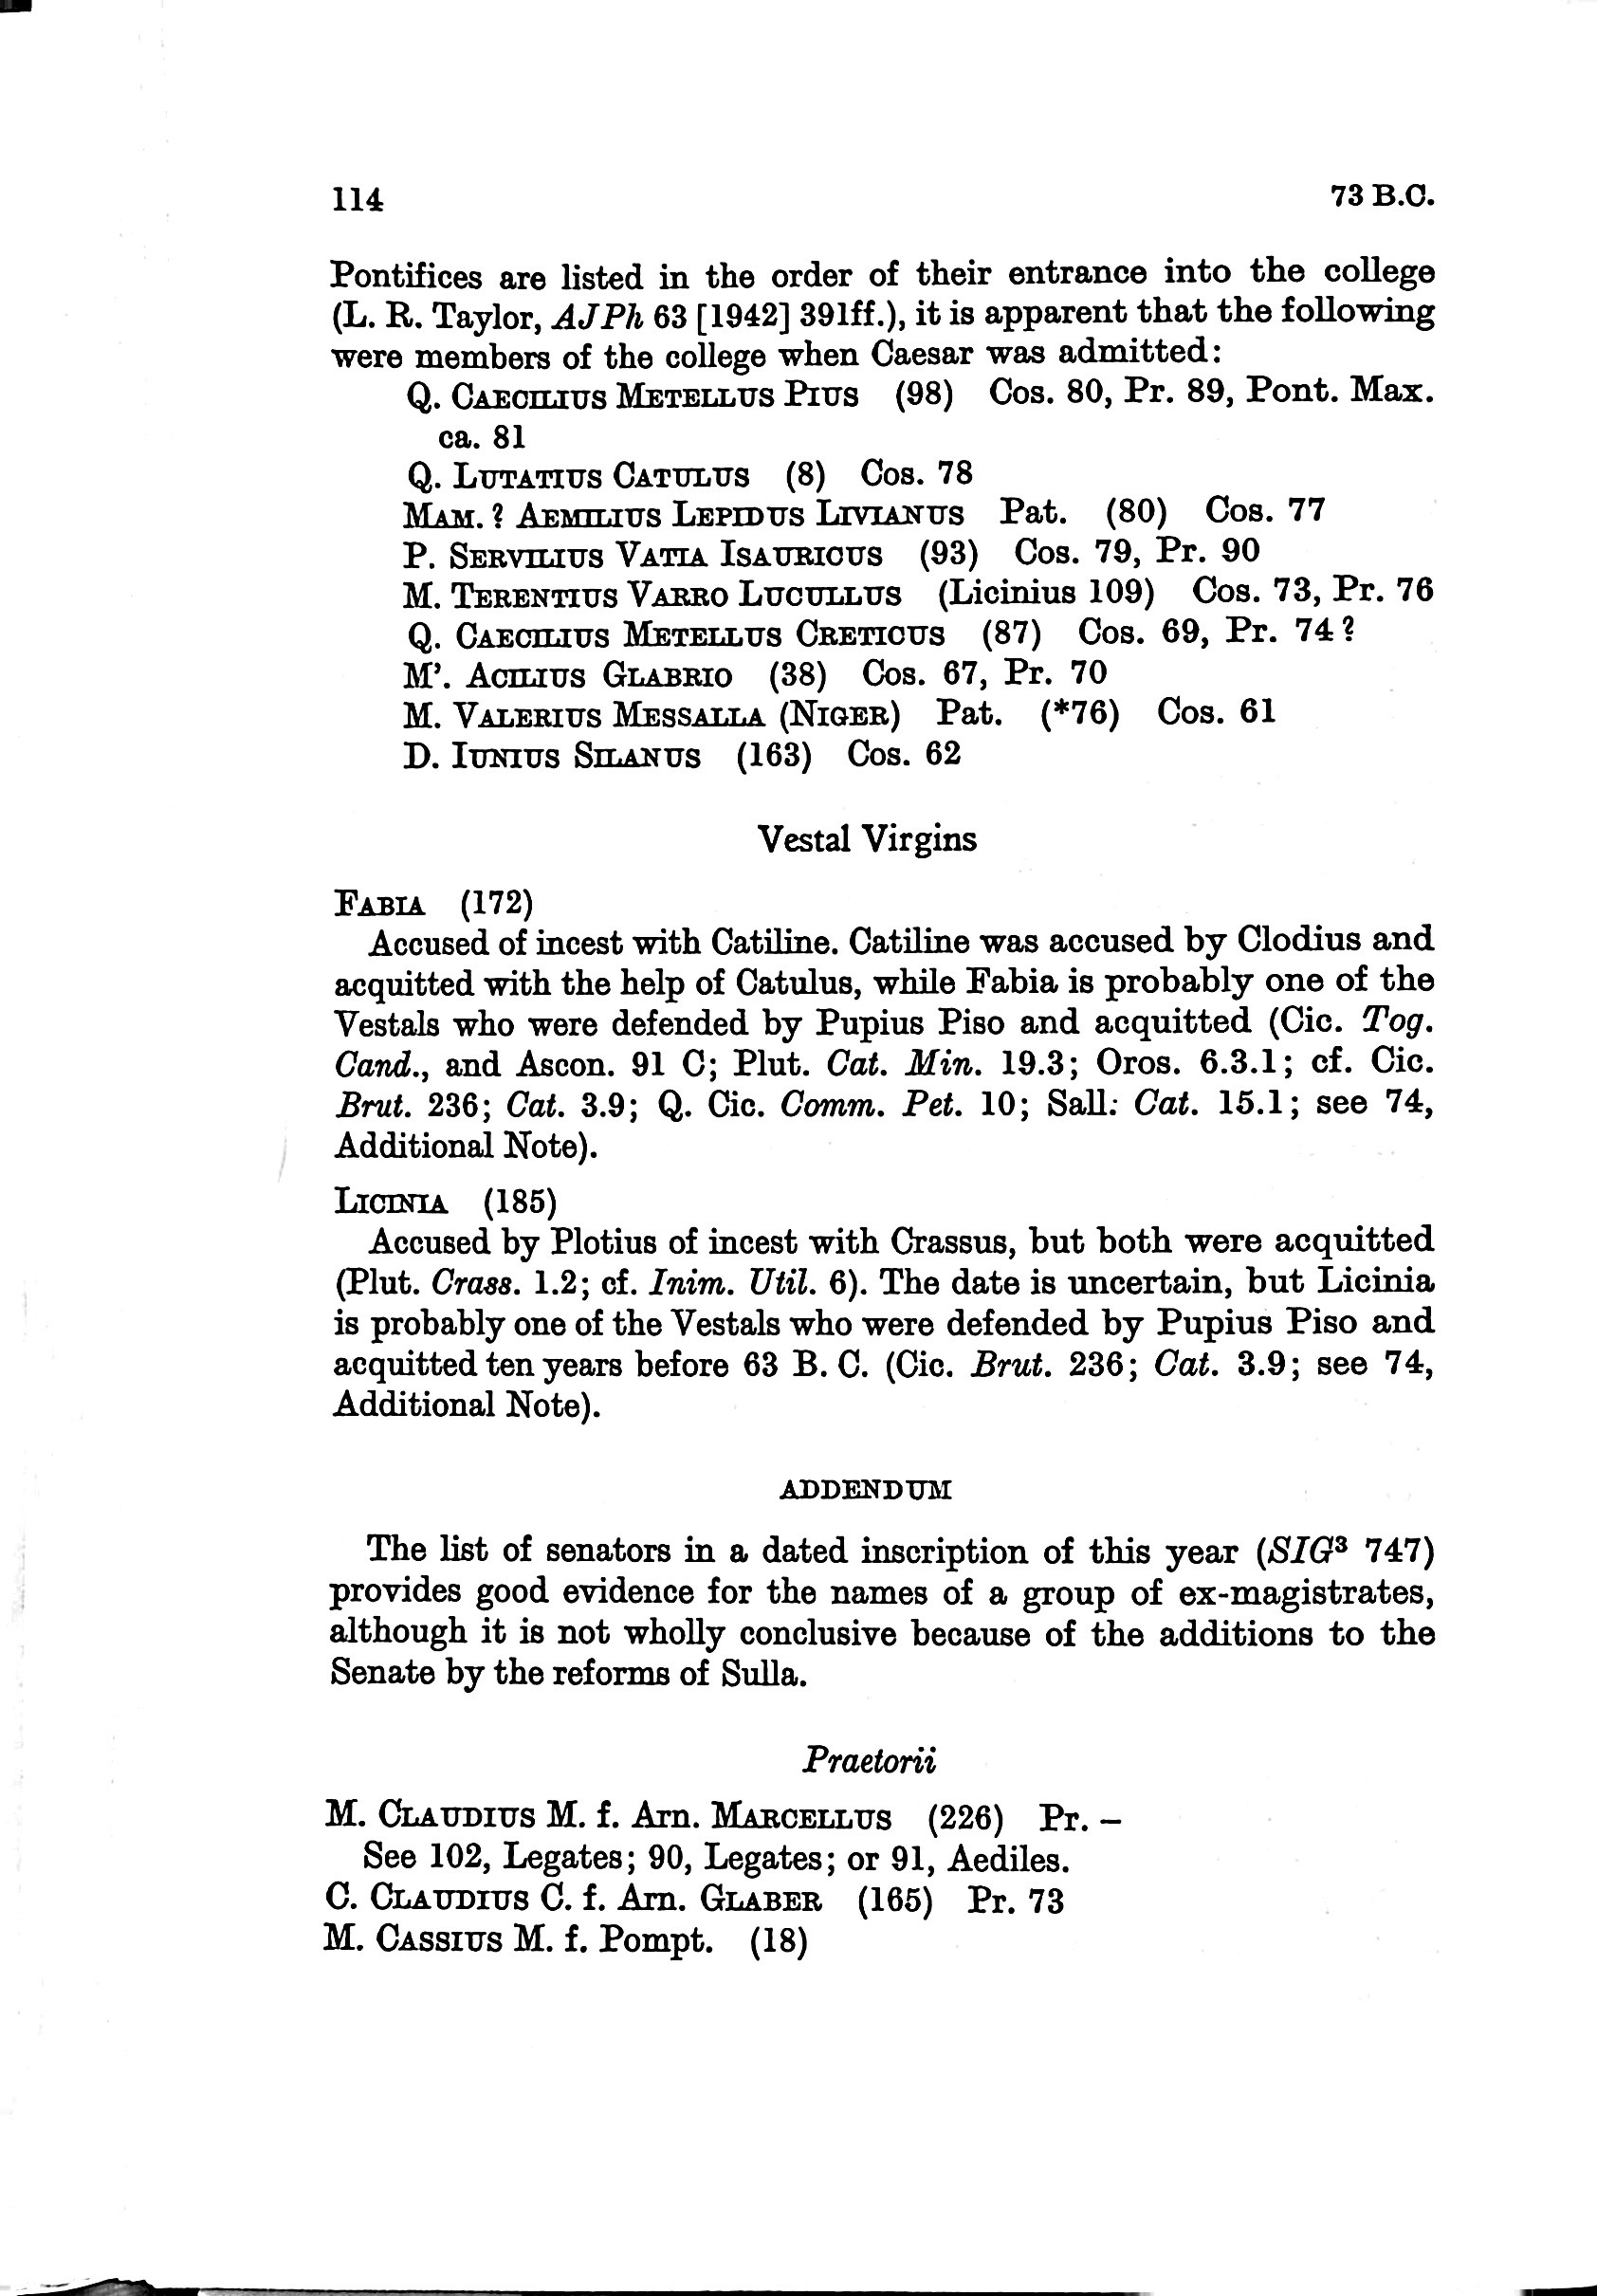 114 73 B.C.
Pontifices are listed in the order of their entrance into the college
(L. R. Taylor, AJPh 63 [1942] 391ff.), it is apparent that the following
were members of the college when Caesar was admitted:
Q. CAECILIUS METELLUS PIUS (98) Cos. 80, Pr. 89, Pont. Max.
ca. 81
Q. LUTATIUS CATULUS (8) Cos. 78
MAM. ? AEMILIUS LEPIDUS LIVIANUS Pat. (80) Cos. 77
P. SERVILIUS VATIA ISAURICUS (93) Cos. 79, Pr. 90
M. TERENTIUS VARRO LUCULLUS (Licinius 109) Cos. 73, Pr. 76
Q. CAECILIUS METELLUS CRETICUS (87) Cos. 69, Pr. 74 ?
M’. ACILIUS GLABRIO (38) Cos. 67, Pr. 70
M. VALERIUS MESSALLA (NIGER) Pat. (*76) Cos. 61
D. IUNIUS SILANUS (163) Cos. 62
Vestal Virgins
FABIA (172)
Accused of incest with Catiline. Catiline was accused by Clodius and
acquitted with the help of Catulus, while Fabia is probably one of the
Vestals who were defended by Pupius Piso and acquitted (Cic. Tog.
Cand., and Ascon. 91 C; Plut. Cat. Min. 19.3; Oros. 6.3.1; cf. Cic.
Brut. 236; Cat. 3.9; Q. Cic. Comm. Pet. 10; Sall: Cat. 15.1; see 74,
Additional Note).
LICINIA (185)
Accused by Plotius of incest with Crassus, but both were acquitted
(Plut. Crass. 1.2; cf. Inim. Util. 6). The date is uncertain, but Licinia
is probably one of the Vestals who were defended by Pupius Piso and
acquitted ten years before 63 B. C. (Cic. Brut. 236; Cat. 3.9; see 74,
Additional Note).
ADDENDUM
The list of senators in a dated inscription of this year (SIG³ 747)
provides good evidence for the names of a group of ex-magistrates,
although it is not wholly conclusive because of the additions to the
Senate by the reforms of Sulla.
Praetorii
M. CLAUDIUS M. f. Arn. MARCELLUS (226) Pr. –
See 102, Legates; 90, Legates; or 91, Aediles.
C. CLAUDIUS C. f. Arn. GLABER (165) Pr. 73
M. CASSIUS M. f. Pompt. (18)